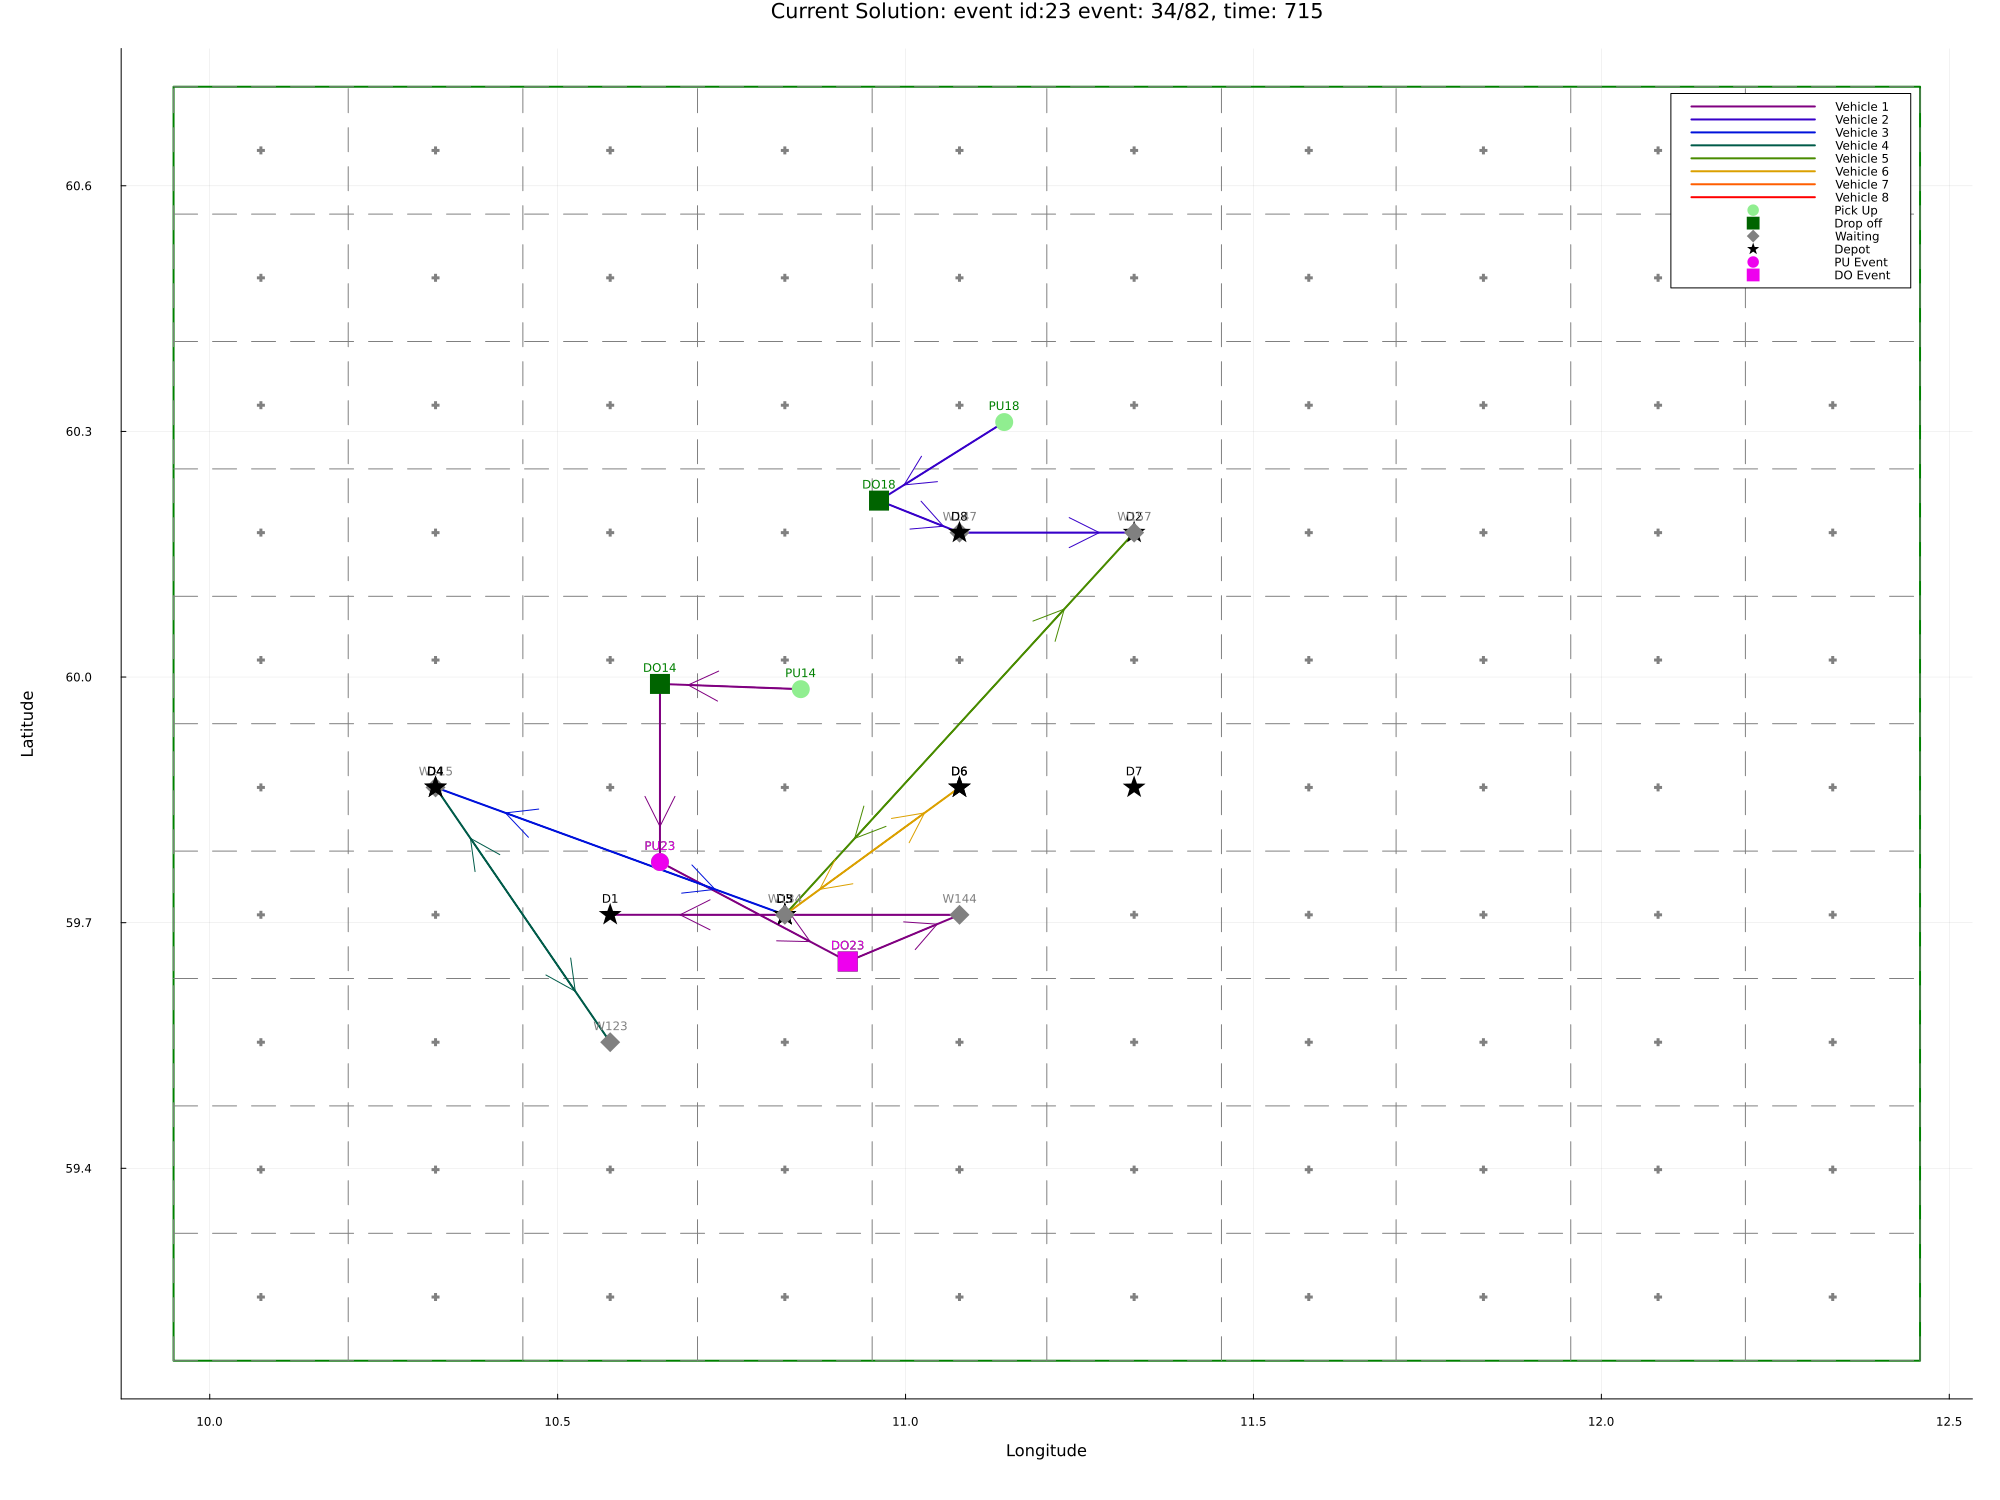 Current Solution: event id:23 event: 34/82, time: 715
Vehicle 1
Vehicle 2
Vehicle 3
Vehicle 4
Vehicle 5
Vehicle 6
Vehicle 7
Vehicle 8
Pick Up
Drop off
Waiting
Depot
PU Event
DO Event
60.6
60.3
60.0
59.7
59.4
Latitude
PU18
DO18
D8
D2
DO14
PU14
D4
D6
D7
PU23
D1
W144
DO23
W123
10.0
10.5
11.0
11.5
12.0
12.5
Longitude